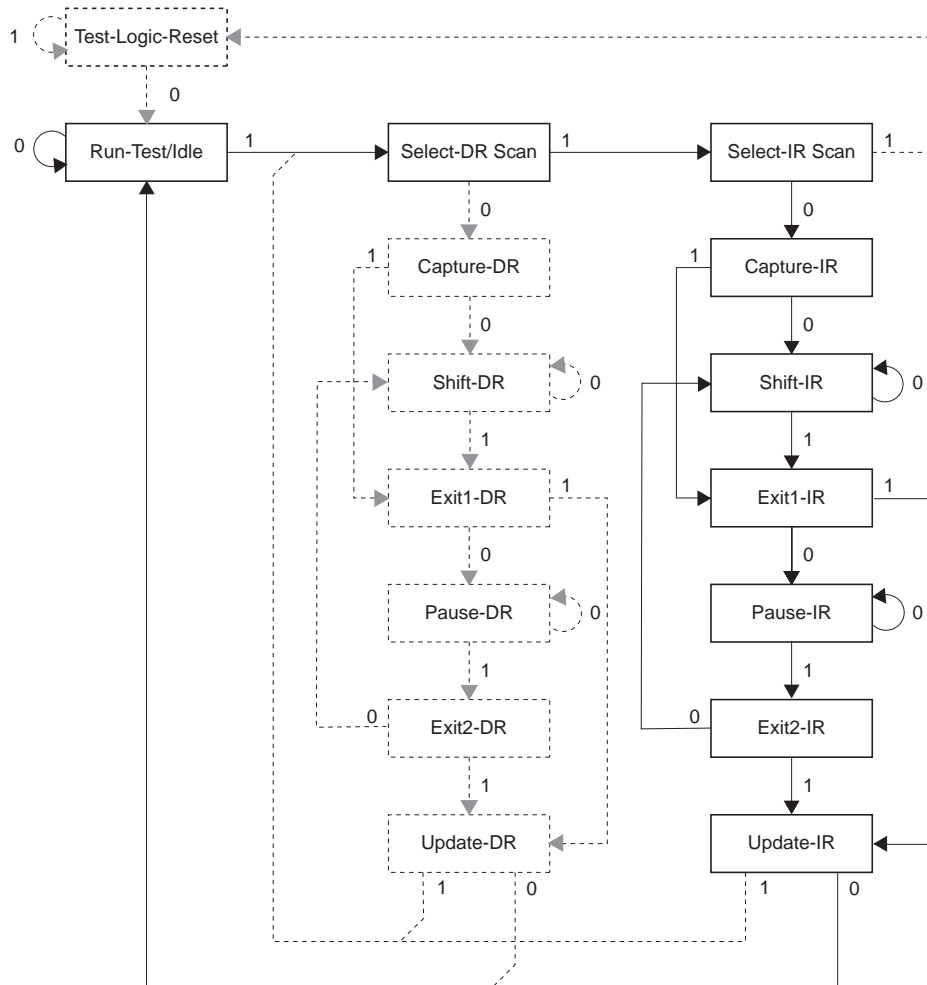 1 Test-Logic-Reset
0
0 Run-Test/Idle 1 Select-DR Scan 1 Select-IR Scan 1
0 0
1 Capture-DR 1 Capture-IR
0 0
Shift-DR 0 Shift-IR 0
1 1
Exit1-DR 1 Exit1-IR 1
0 0
Pause-DR 0 Pause-IR 0
1 1
0 Exit2-DR 0 Exit2-IR
1 1
Update-DR Update-IR
1 0 1 0